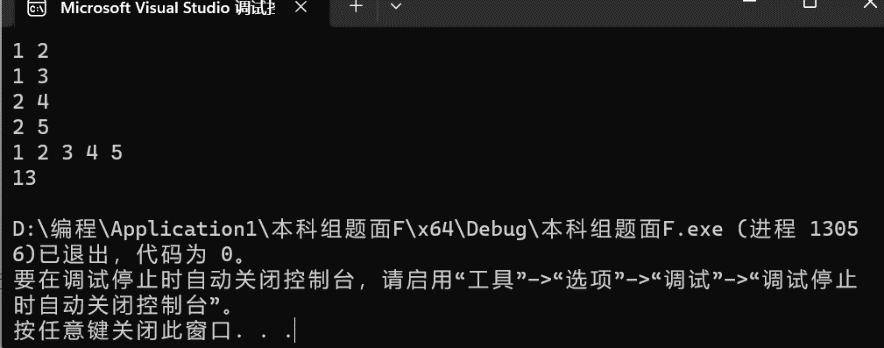 Microsoft Visual Studio 调试
1 2
1 3
2 4
2 5
1 2 3 4 5
13
D:\编程\Application1\本科组题面F\x64\Debug\本科组题面F.exe (进程 1305
6)已退出，代码为 0。
要在调试停止时自动关闭控制台，请启用“工具”->“选项”->“调试”->“调试停止
时自动关闭控制台”。
按任意键关闭此窗口. . .